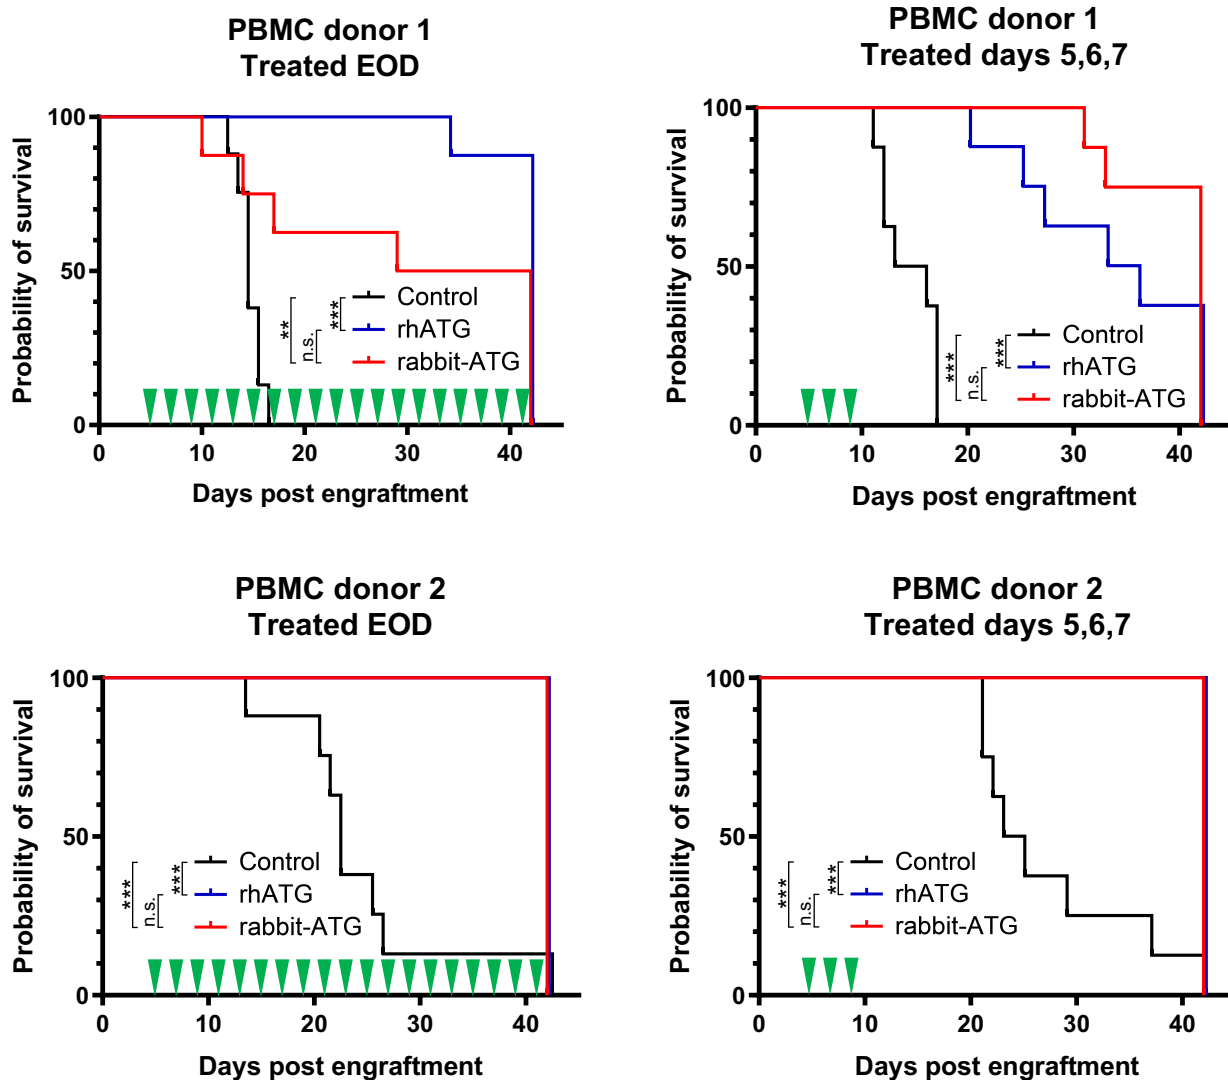 PBMC donor 1
Treated EOD
Probability of survival
100
50
0
0 10 20 30 40
Days post engraftment
** n.s. ***
Control
rhATG
rabbit-ATG
PBMC donor 1
Treated days 5,6,7
Probability of survival
100
50
0
0 10 20 30 40
Days post engraftment
*** n.s. ***
Control
rhATG
rabbit-ATG
PBMC donor 2
Treated EOD
Probability of survival
100
50
0
0 10 20 30 40
Days post engraftment
*** n.s. ***
Control
rhATG
rabbit-ATG
PBMC donor 2
Treated days 5,6,7
Probability of survival
100
50
0
0 10 20 30 40
Days post engraftment
*** n.s. ***
Control
rhATG
rabbit-ATG